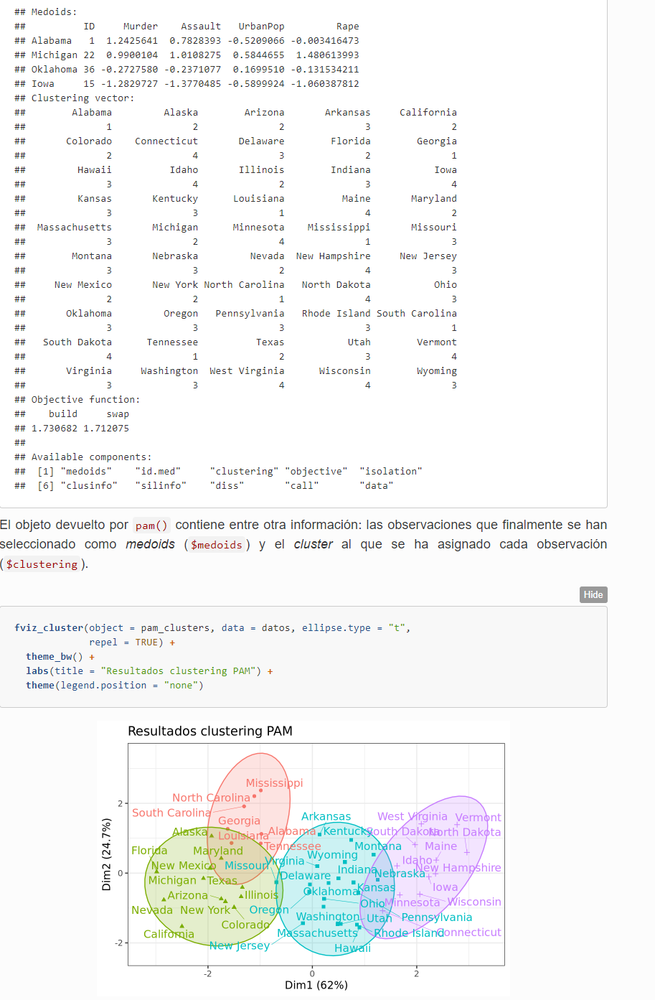 ## Medoids:
##          ID     Murder    Assault   UrbanPop         Rape
## Alabama   1  1.2425641  0.7828393 -0.5209066 -0.003416473
## Michigan 22  0.9900104  1.0108275  0.5844655  1.480613993
## Oklahoma 36 -0.2727580 -0.2371077  0.1699510 -0.131534211
## Iowa     15 -1.2829727 -1.3770485 -0.5899924 -1.060387812
## Clustering vector:
##        Alabama         Alaska        Arizona       Arkansas     California
##              1              2              2              3              2
##       Colorado    Connecticut       Delaware        Florida        Georgia
##              2              4              3              2              1
##         Hawaii          Idaho       Illinois        Indiana           Iowa
##              3              4              2              3              4
##         Kansas       Kentucky      Louisiana          Maine       Maryland
##              3              3              1              4              2
##  Massachusetts       Michigan      Minnesota    Mississippi       Missouri
##              3              2              4              1              3
##        Montana       Nebraska         Nevada  New Hampshire     New Jersey
##              3              3              2              4              3
##     New Mexico       New York North Carolina   North Dakota           Ohio
##              2              2              1              4              3
##       Oklahoma         Oregon   Pennsylvania   Rhode Island South Carolina
##              3              3              3              3              1
##   South Dakota      Tennessee          Texas           Utah        Vermont
##              4              1              2              3              4
##       Virginia     Washington  West Virginia      Wisconsin        Wyoming
##              3              3              4              4              3
## Objective function:
##    build     swap
## 1.730682 1.712075
##
## Available components:
##  [1] "medoids"    "id.med"     "clustering" "objective"  "isolation"
##  [6] "clusinfo"   "silinfo"    "diss"       "call"       "data"
El objeto devuelto por pam() contiene entre otra información: las observaciones que finalmente se han
seleccionado como medoids ($medoids) y el cluster al que se ha asignado cada observación
($clustering).
Hide
fviz_cluster(object = pam_clusters, data = datos, ellipse.type = "t",
             repel = TRUE) +
  theme_bw() +
  labs(title = "Resultados clustering PAM") +
  theme(legend.position = "none")
Resultados clustering PAM
Mississippi
North Carolina
South Carolina
Georgia
Alabama
Louisiana
Tennessee
Alaska
Florida
Maryland
New Mexico
Michigan
Texas
Arizona
Illinois
Nevada
New York
Colorado
California
Arkansas
Kentucky
Montana
Missouri
Virginia
Wyoming
Indiana
Nebraska
Delaware
Oklahoma
Kansas
Ohio
Oregon
Washington
Utah
Pennsylvania
Massachusetts
Rhode Island
New Jersey
Hawaii
West Virginia
Vermont
South Dakota
North Dakota
Maine
Idaho
New Hampshire
Iowa
Minnesota
Wisconsin
Connecticut
2
0
-2
Dim2 (24.7%)
-2
0
2
Dim1 (62%)